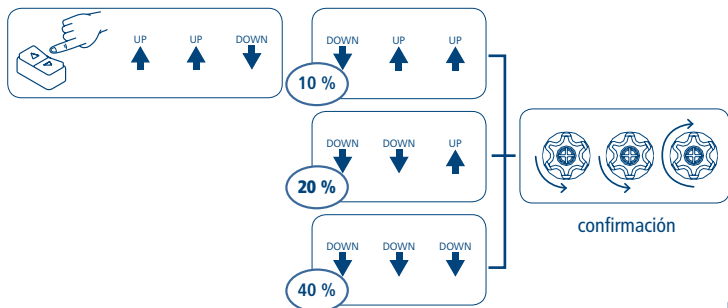 UP UP DOWN
DOWN UP UP
10 %
DOWN DOWN UP
20 %
DOWN DOWN DOWN
40 %
confirmación